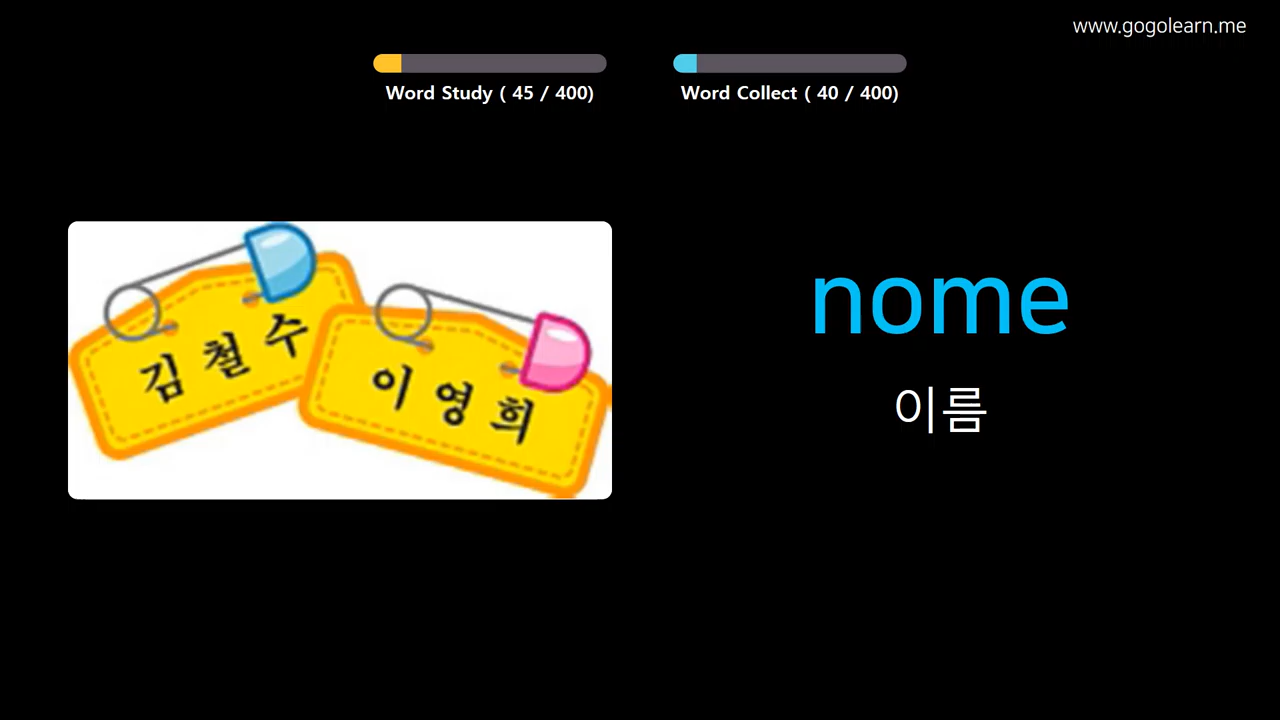 www.gogolearn.me
Word Study ( 45 / 400)
Word Collect ( 40 / 400)
김철수
이영희
nome
이름